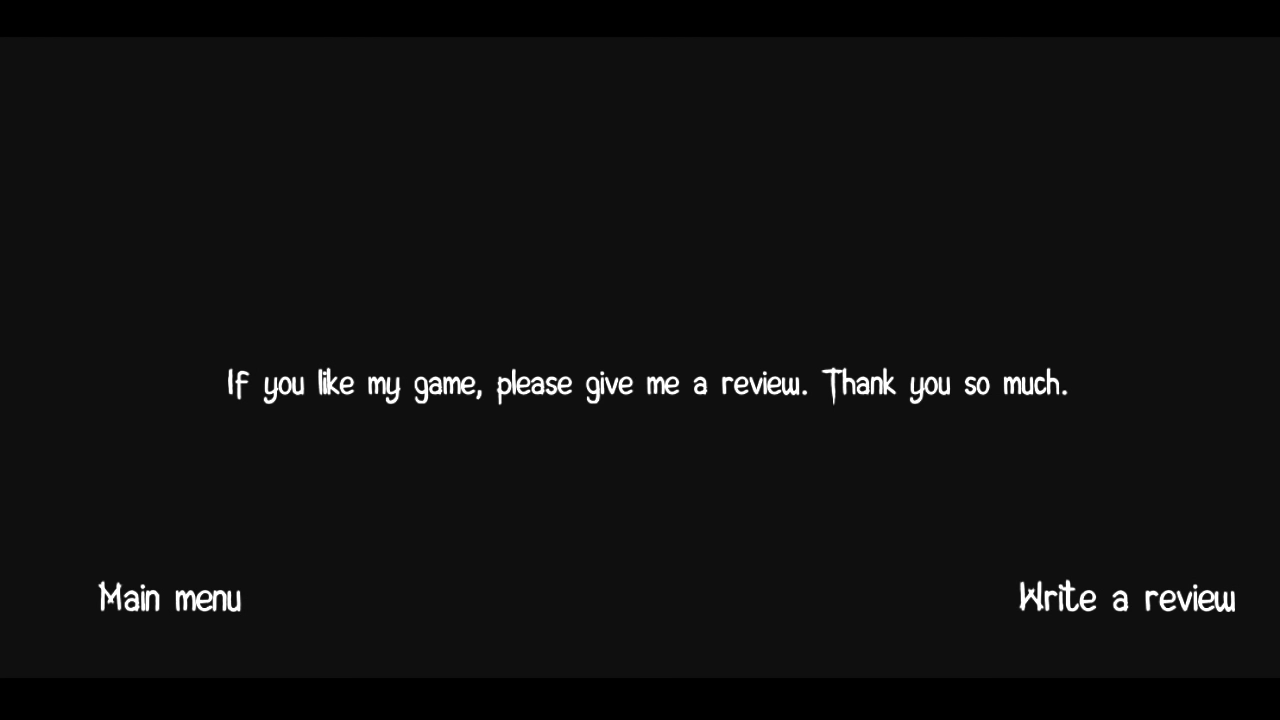 If you like my game, please give me a review. Thank you so much.
Main menu
Write a review